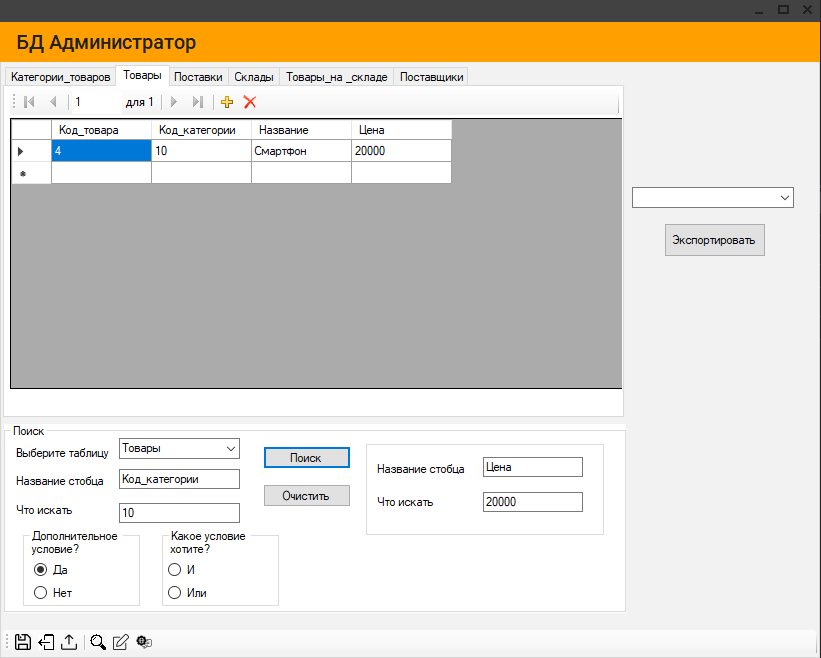 БД Администратор
Категории_товаров Товары Поставки Склады Товары_на _складе Поставщики
1 для 1
Код_товара Код_категории Название Цена
4 10 Смартфон 20000
Экспортировать
Поиск
Выберите таблицу Товары Поиск
Название стобца Код_категории Очистить
Что искать 10
Название стобца Цена
Что искать 20000
Дополнительное
условие?
Да
Нет
Какое условие
хотите?
И
Или